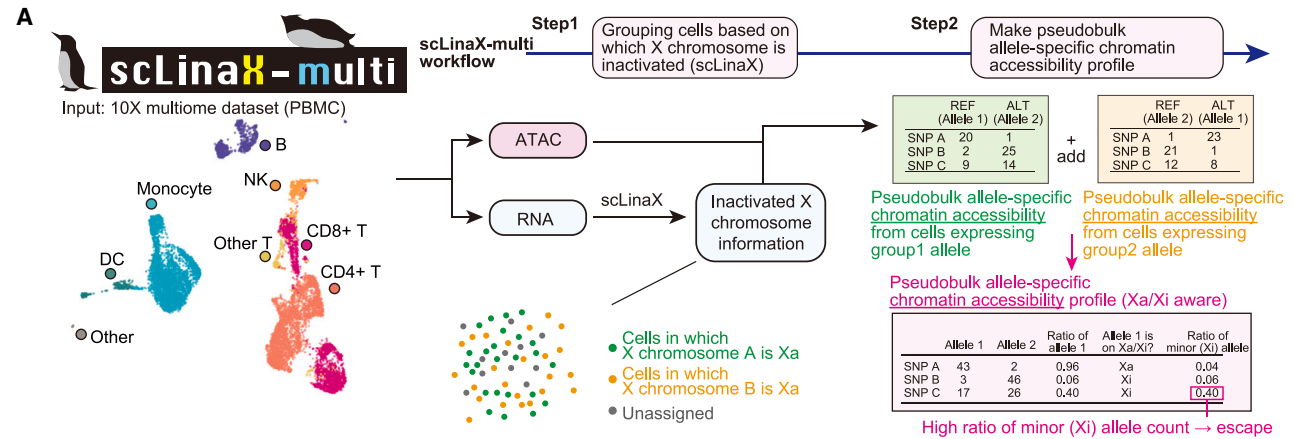 A
scLinaX-multi
Input: 10X multiome dataset (PBMC)
B
NK
Monocyte
Other T
CD8+ T
DC
CD4+ T
Other
scLinaX-multi
workflow
Step1
Grouping cells based on
which X chromosome is
inactivated (scLinaX)
Step2
Make pseudobulk
allele-specific chromatin
accessibility profile
ATAC
RNA
scLinaX
Inactivated X
chromosome
information
Cells in which
X chromosome A is Xa
Cells in which
X chromosome B is Xa
Unassigned
REF ALT
(Allele 1) (Allele 2)
SNP A 20 1
SNP B 2 25
SNP C 9 14
+
add
REF ALT
(Allele 2) (Allele 1)
SNP A 1 23
SNP B 21 1
SNP C 12 8
Pseudobulk allele-specific
chromatin accessibility
from cells expressing
group1 allele
Pseudobulk allele-specific
chromatin accessibility
from cells expressing
group2 allele
Pseudobulk allele-specific
chromatin accessibility profile (Xa/Xi aware)
Allele 1 Allele 2 Ratio of allele 1 Allele 1 is on Xa/Xi? Ratio of minor (Xi) allele
SNP A 43 2 0.96 Xa 0.04
SNP B 3 46 0.06 Xi 0.06
SNP C 17 26 0.40 Xi 0.40
High ratio of minor (Xi) allele count → escape